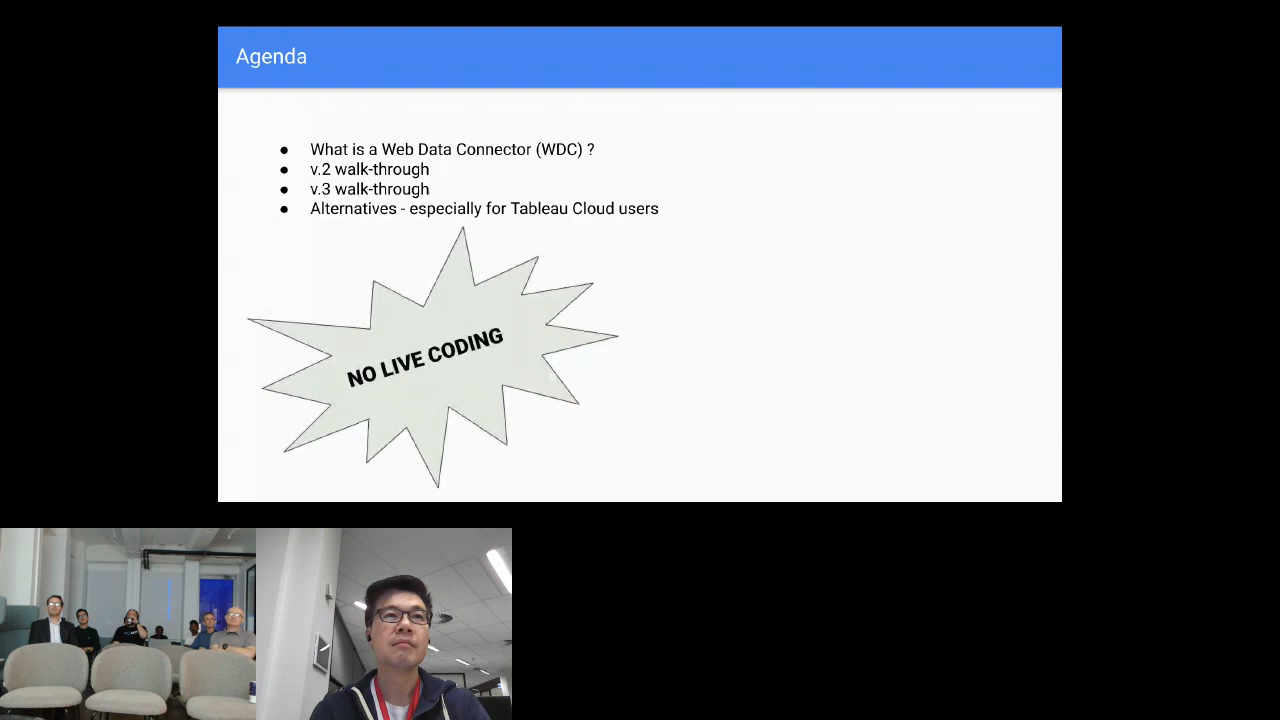 Agenda
● What is a Web Data Connector (WDC) ?
● v.2 walk-through
● v.3 walk-through
● Alternatives - especially for Tableau Cloud users
NO LIVE CODING